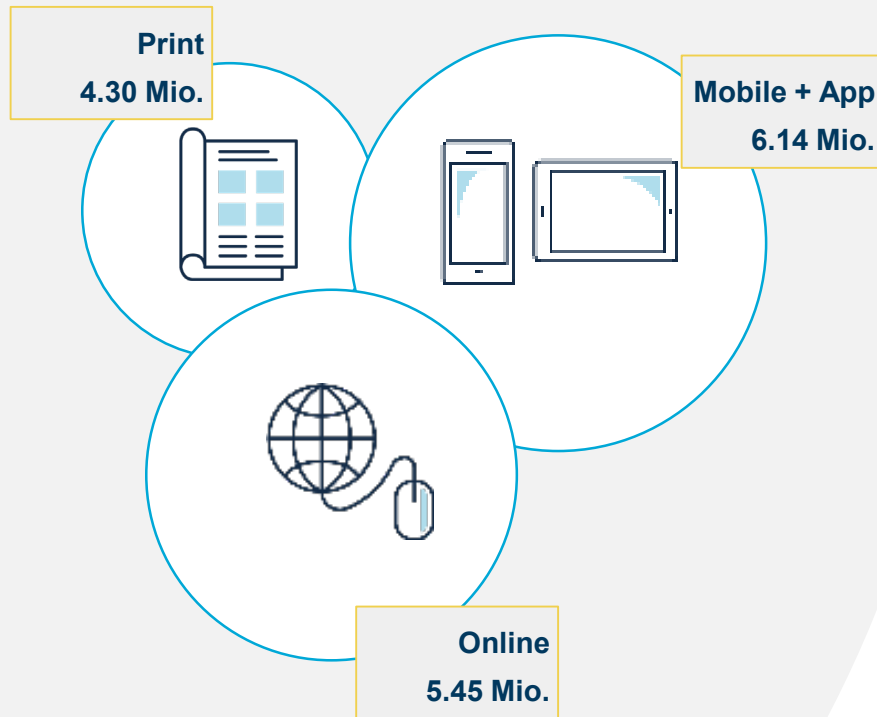 Print
4.30 Mio.
Mobile + App
6.14 Mio.
Online
5.45 Mio.